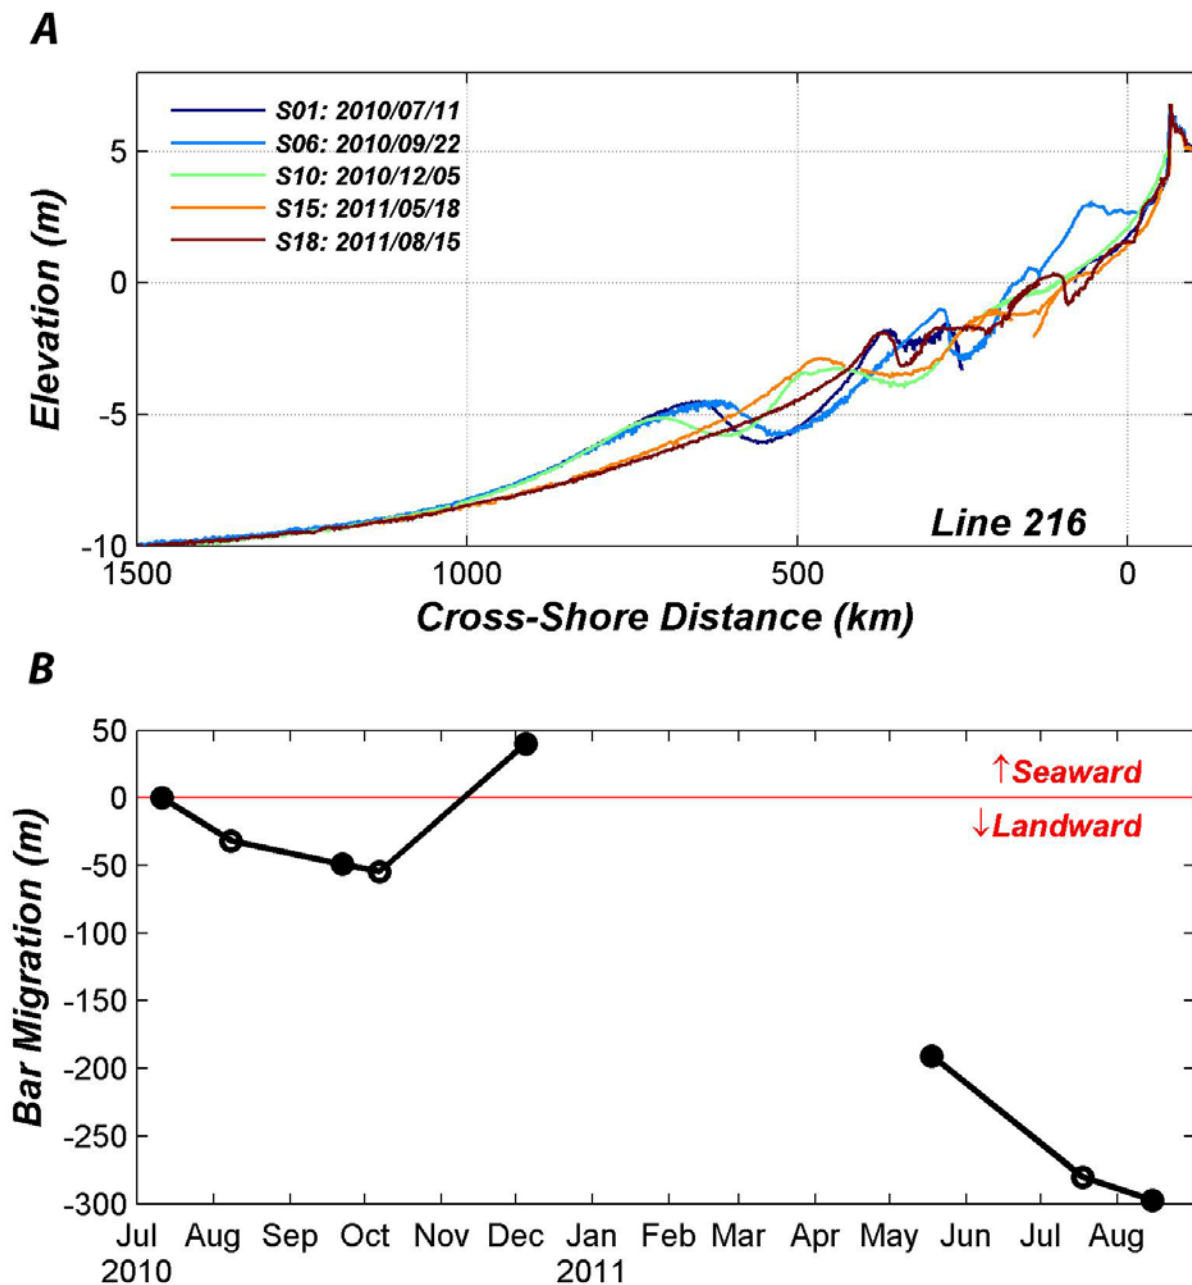 A
S01: 2010/07/11
S06: 2010/09/22
S10: 2010/12/05
S15: 2011/05/18
S18: 2011/08/15
5
0
-5
-10
Elevation (m)
Line 216
1500 1000 500 0
Cross-Shore Distance (km)
B
50
0
-50
-100
-150
-200
-250
-300
Bar Migration (m)
↑Seaward
↓Landward
Jul Aug Sep Oct Nov Dec Jan Feb Mar Apr May Jun Jul Aug
2010 2011